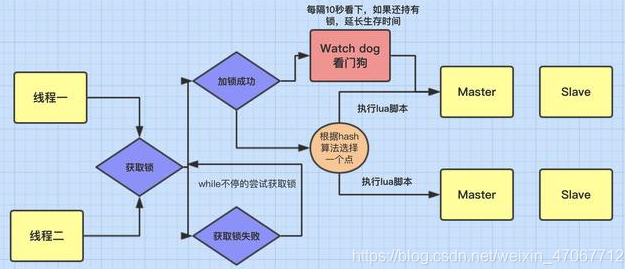 每隔10秒看下，如果还持有
锁，延长生存时间
Watch dog
看门狗
线程一
加锁成功
执行lua脚本
Master
Slave
根据hash
算法选择
一个点
获取锁
while不停的尝试获取锁
执行lua脚本
Master
Slave
线程二
获取锁失败
https://blog.csdn.net/weixin_47067712